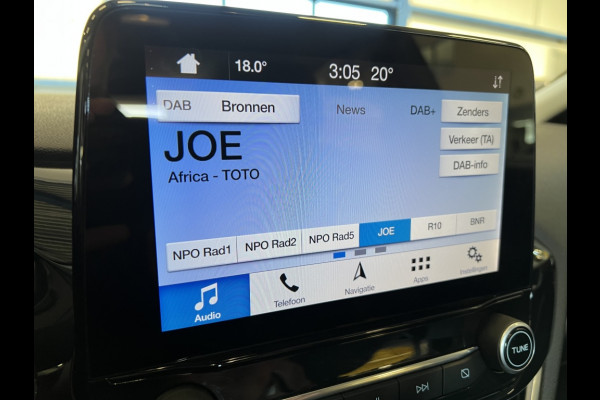 18.0° 3:05 20°
DAB Bronnen News DAB+ Zenders
JOE Verkeer (TA)
Africa - TOTO DAB-info
NPO Rad1 NPO Rad2 NPO Rad5 JOE R10 BNR
Audio Telefoon Navigatie Apps Instellingen
TUNE